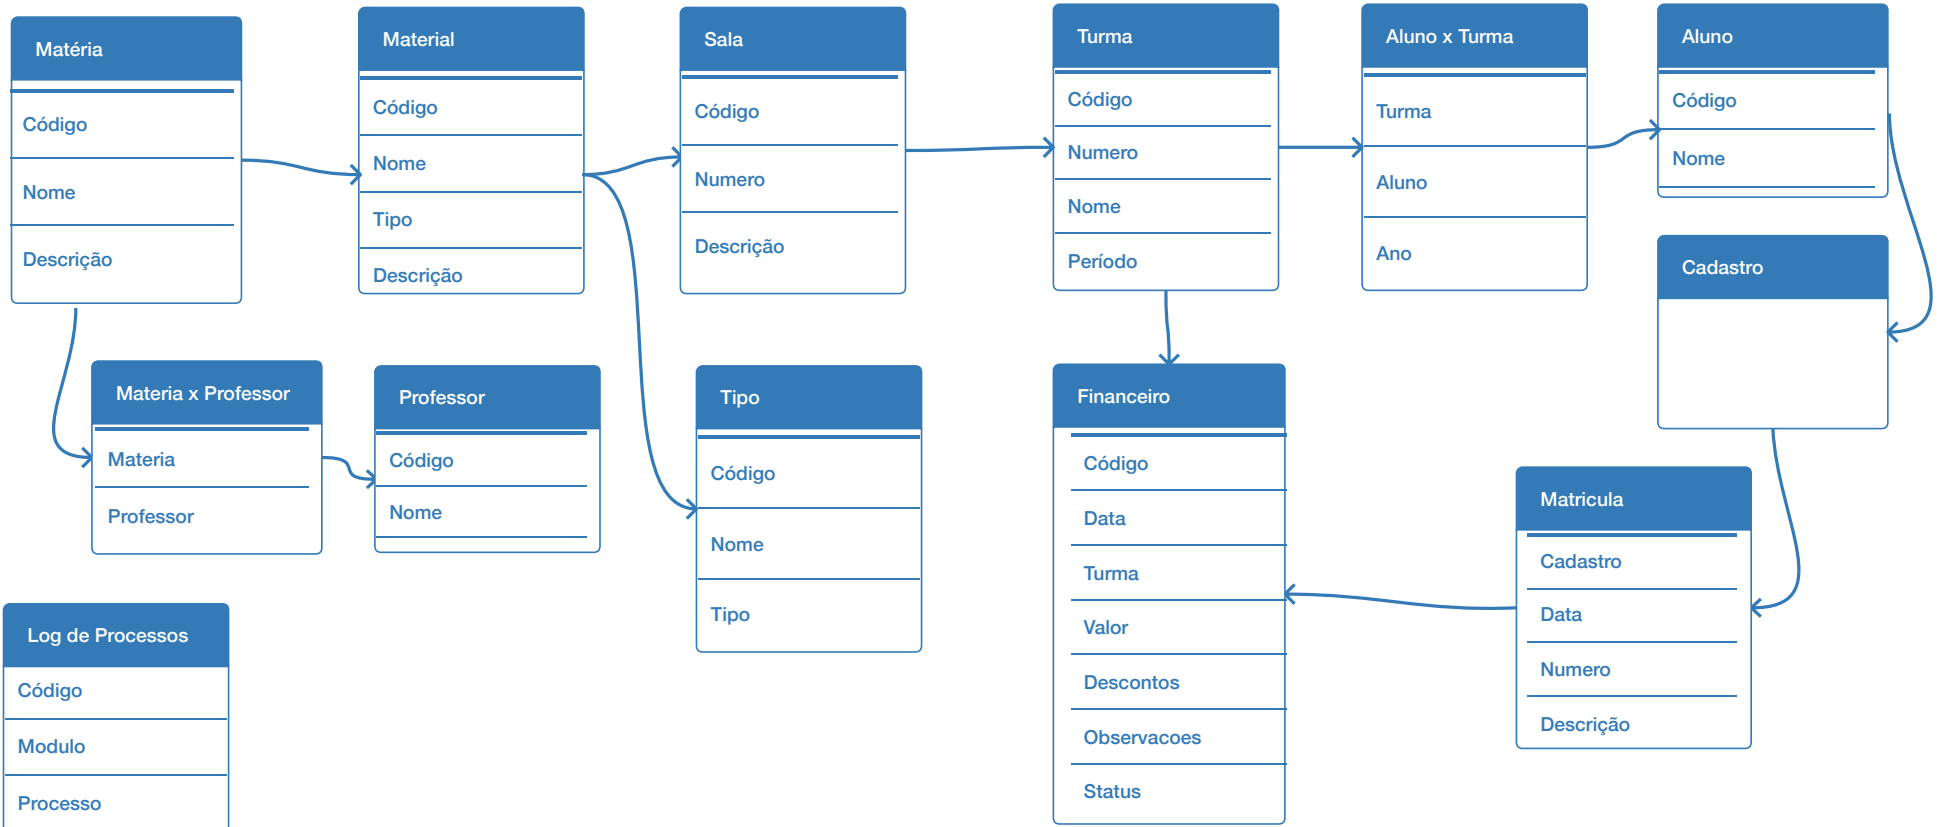 Matéria
Código
Nome
Descrição
Material
Código
Nome
Tipo
Descrição
Sala
Código
Numero
Descrição
Turma
Código
Numero
Nome
Período
Aluno x Turma
Turma
Aluno
Ano
Aluno
Código
Nome
Cadastro
Materia x Professor
Materia
Professor
Professor
Código
Nome
Tipo
Código
Nome
Tipo
Financeiro
Código
Data
Turma
Valor
Descontos
Observacoes
Status
Matricula
Cadastro
Data
Numero
Descrição
Log de Processos
Código
Modulo
Processo